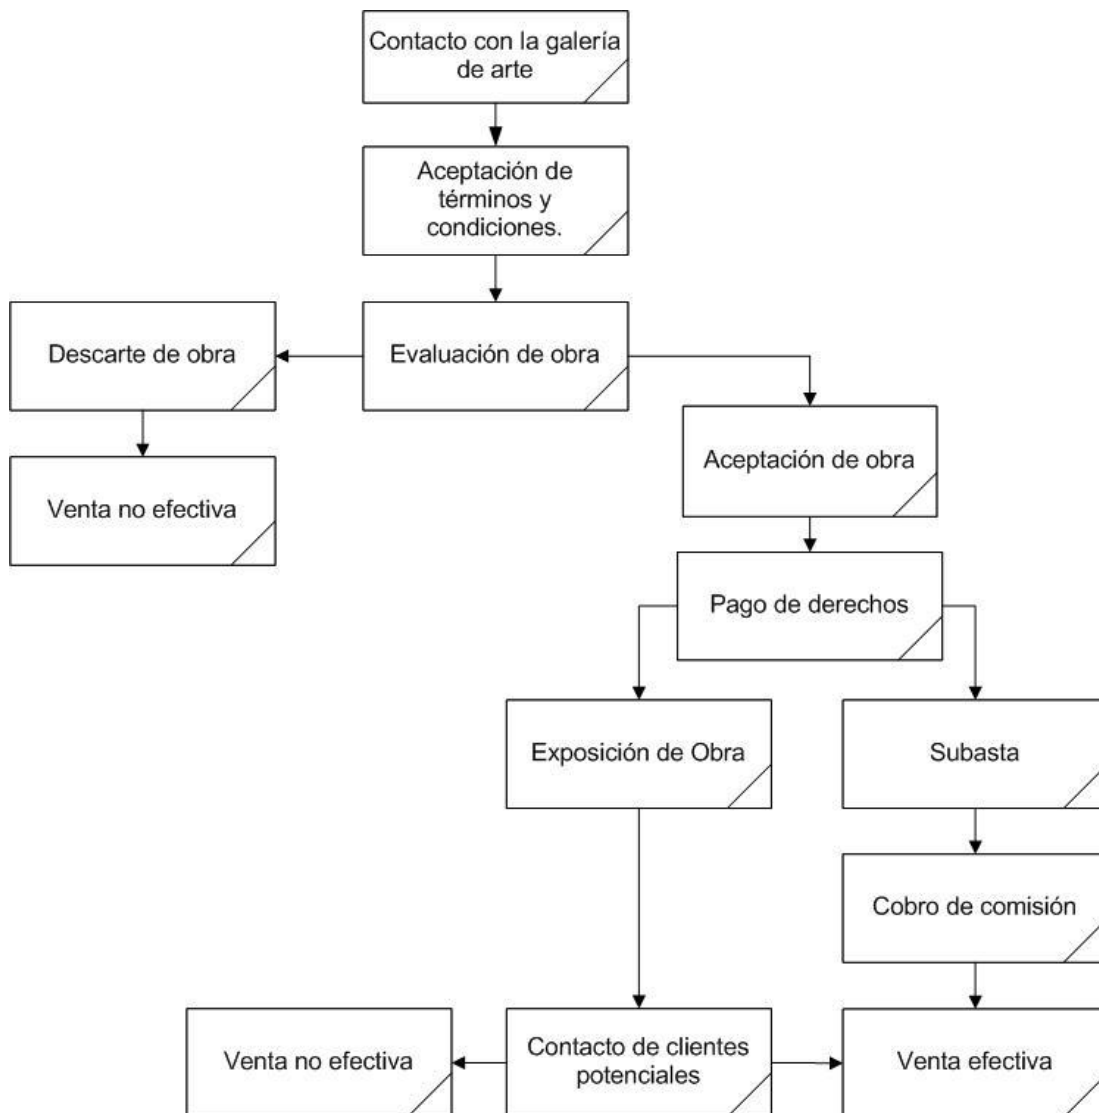 Contacto con la galería
de arte
Aceptación de
términos y
condiciones.
Descarte de obra
Evaluación de obra
Aceptación de obra
Venta no efectiva
Pago de derechos
Exposición de Obra
Subasta
Cobro de comisión
Venta no efectiva
Contacto de clientes
potenciales
Venta efectiva